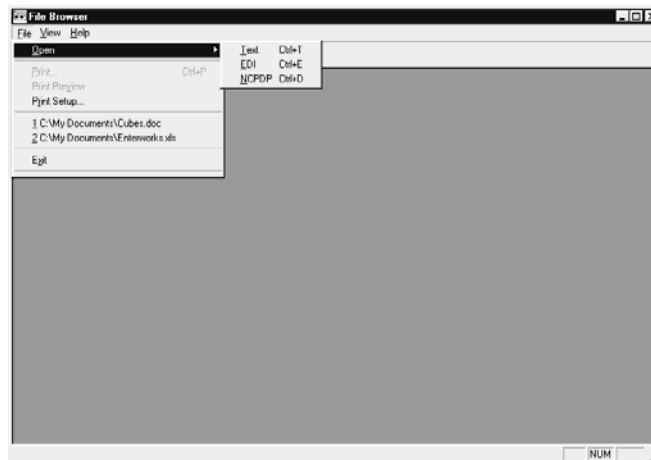 File Browser
File View Help
Open
Text Ctrl+T
EDI Ctrl+E
NCPDP Ctrl+D
Print... Ctrl+P
Print Preview
Print Setup...
1 C:\My Documents\Cubes.doc
2 C:\My Documents\Enterworks.xls
Exit
NUM